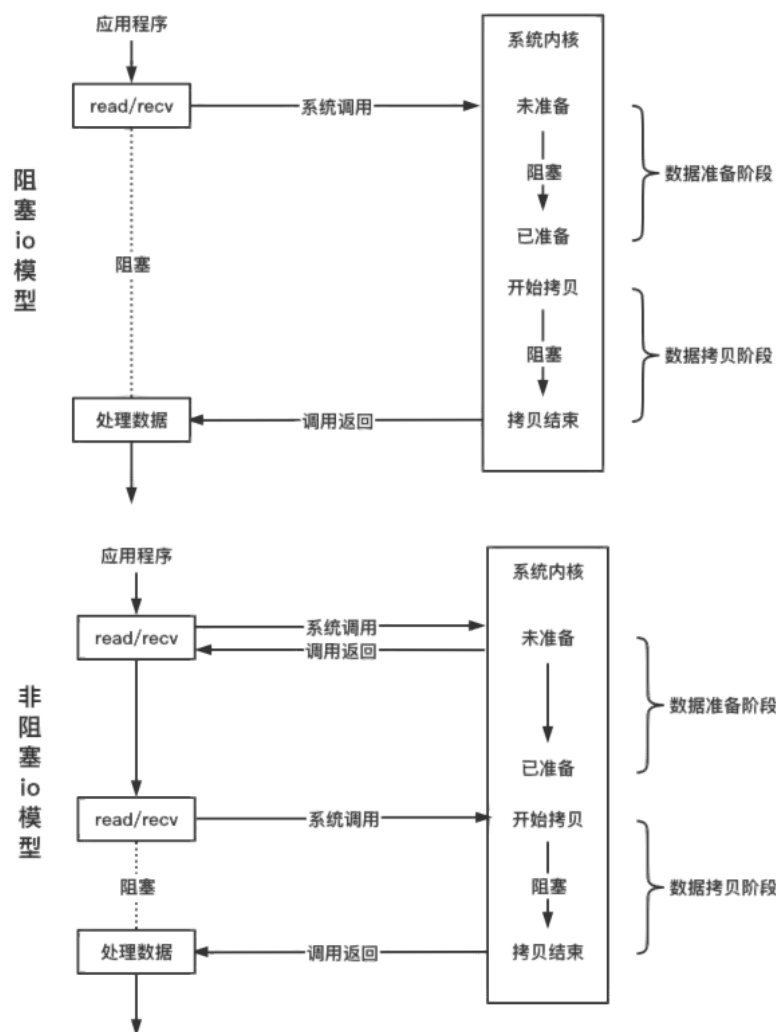 应用程序
系统内核
read/recv
系统调用
未准备
阻塞
数据准备阶段
阻塞io模型
阻塞
已准备
开始拷贝
阻塞
数据拷贝阶段
处理数据
调用返回
拷贝结束
应用程序
系统内核
read/recv
系统调用
调用返回
未准备
数据准备阶段
非阻塞io模型
已准备
read/recv
系统调用
开始拷贝
阻塞
阻塞
数据拷贝阶段
处理数据
调用返回
拷贝结束